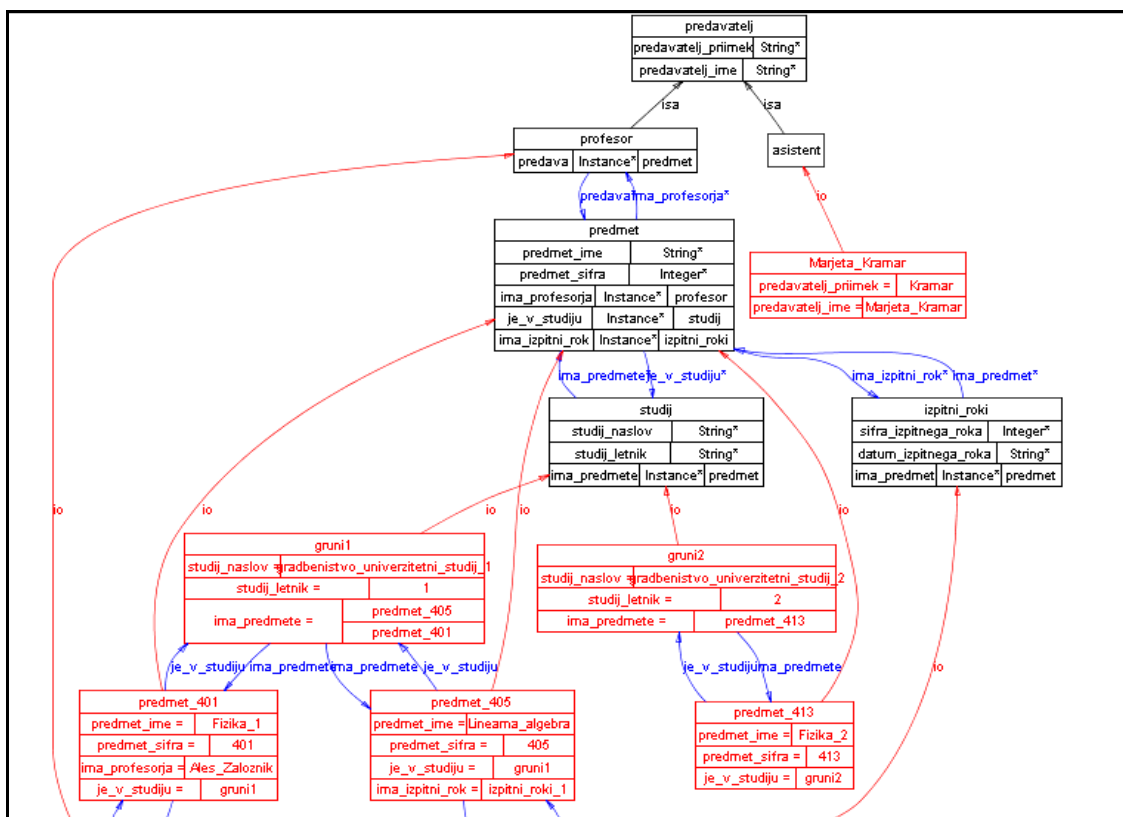 predavatelj
predavatelj_priimek String*
predavatelj_ime String*
isa
isa
profesor
predava Instance* predmet
asistent
predava* ima_profesorja*
io
predmet
predmet_ime String*
predmet_sifra Integer*
ima_profesorja Instance* profesor
je_v_studiju Instance* studij
ima_izpitni_rok Instance* izpitni_roki
Marjeta_Kramar
predavatelj_priimek = Kramar
predavatelj_ime = Marjeta_Kramar
ima_predmete* je_v_studiju*
ima_izpitni_rok* ima_predmet*
studij
studij_naslov String*
studij_letnik String*
ima_predmete Instance* predmet
izpitni_roki
sifra_izpitnega_roka Integer*
datum_izpitnega_roka String*
ima_predmet Instance* predmet
io
io
io
io
io
gruni1
studij_naslov = gradbenistvo_univerzitetni_studij_1
studij_letnik = 1
ima_predmete =
predmet_405
predmet_401
gruni2
studij_naslov = gradbenistvo_univerzitetni_studij_2
studij_letnik = 2
ima_predmete = predmet_413
je_v_studiju ima_predmete ima_predmete je_v_studiju
je_v_studiju ima_predmete
io
predmet_401
predmet_ime = Fizika_1
predmet_sifra = 401
ima_profesorja = Ales_Zaloznik
je_v_studiju = gruni1
predmet_405
predmet_ime = Linearna_algebra
predmet_sifra = 405
je_v_studiju = gruni1
ima_izpitni_rok = izpitni_roki_1
predmet_413
predmet_ime = Fizika_2
predmet_sifra = 413
je_v_studiju = gruni2